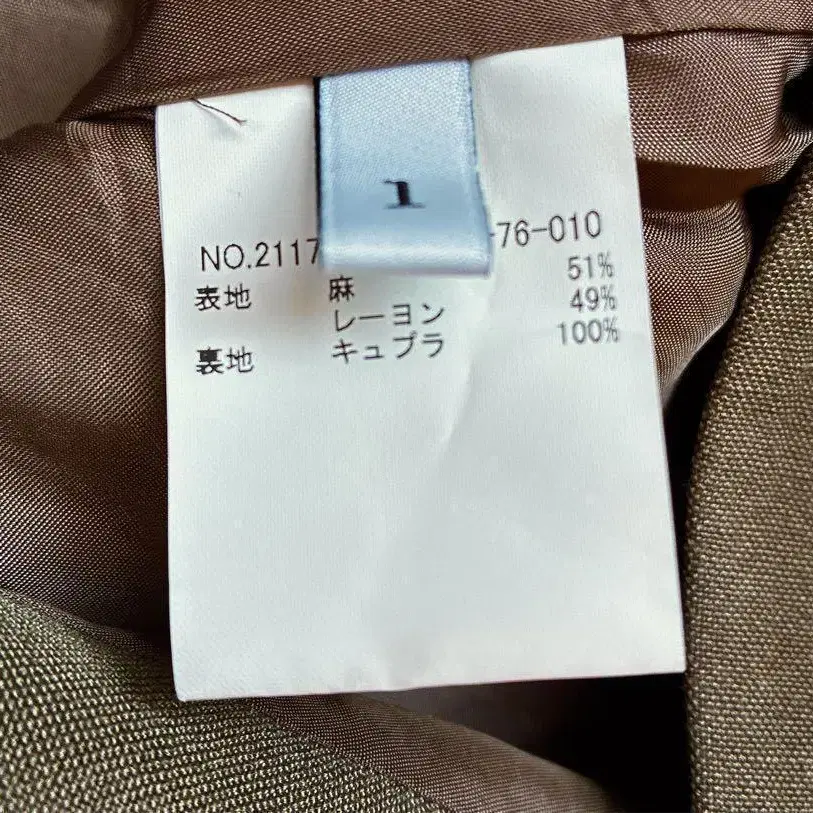 1
NO.2117 -76-010
表地 麻 51%
レーヨン 49%
裏地 キュプラ 100%